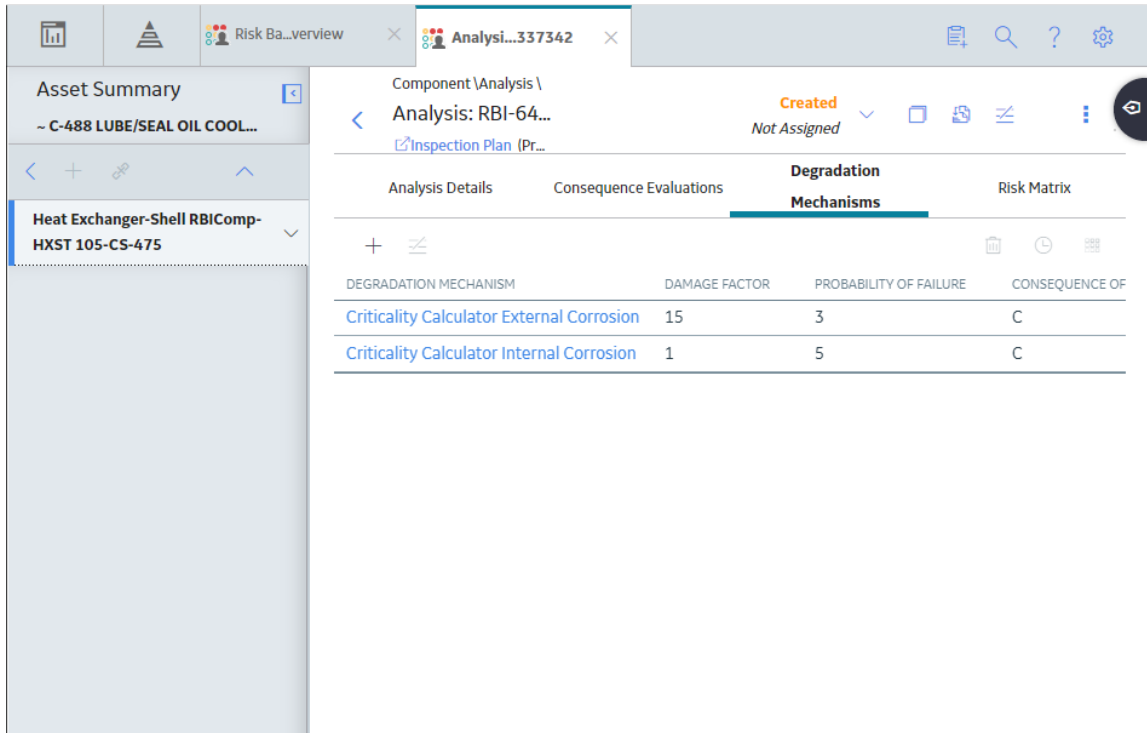 Risk Ba...verview
Analysi...337342
Asset Summary
~ C-488 LUBE/SEAL OIL COOL...
Heat Exchanger-Shell RBIComp-
HXST 105-CS-475
Component \Analysis \
Analysis: RBI-64...
Inspection Plan (Pr...
Created
Not Assigned
Analysis Details
Consequence Evaluations
Degradation
Mechanisms
Risk Matrix
DEGRADATION MECHANISM DAMAGE FACTOR PROBABILITY OF FAILURE CONSEQUENCE OF
Criticality Calculator External Corrosion 15 3 C
Criticality Calculator Internal Corrosion 1 5 C